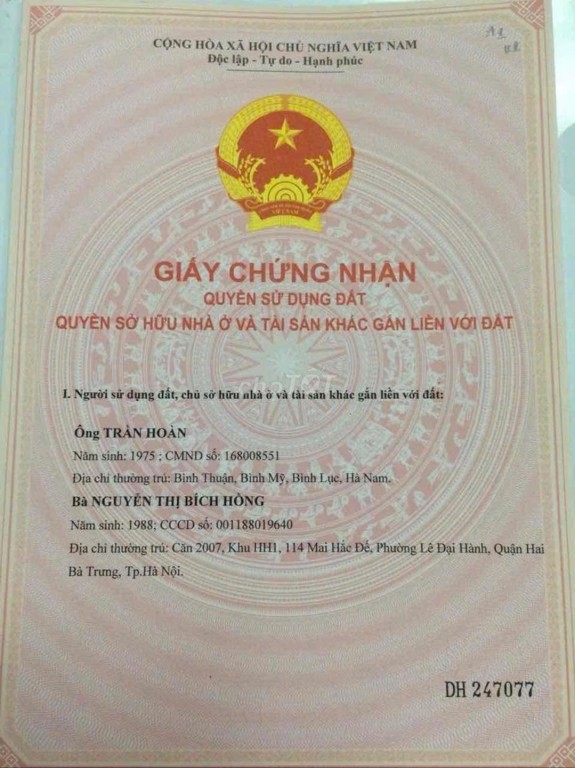 CỘNG HÒA XÃ HỘI CHỦ NGHĨA VIỆT NAM
Độc lập - Tự do - Hạnh phúc
VIỆT NAM
GIẤY CHỨNG NHẬN
QUYỀN SỬ DỤNG ĐẤT
QUYỀN SỞ HỮU NHÀ Ở VÀ TÀI SẢN KHÁC GẮN LIỀN VỚI ĐẤT
I. Người sử dụng đất, chủ sở hữu nhà ở và tài sản khác gắn liền với đất:
Ông TRẦN HOÀN
Năm sinh: 1975 ; CMND số: 168008551
Địa chỉ thường trú: Bình Thuận, Bình Mỹ, Bình Lục, Hà Nam.
Bà NGUYỄN THỊ BÍCH HỒNG
Năm sinh: 1988; CCCD số: 001188019640
Địa chỉ thường trú: Căn 2007, Khu HH1, 114 Mai Hắc Đế, Phường Lê Đại Hành, Quận Hai
Bà Trưng, Tp.Hà Nội.
DH 247077